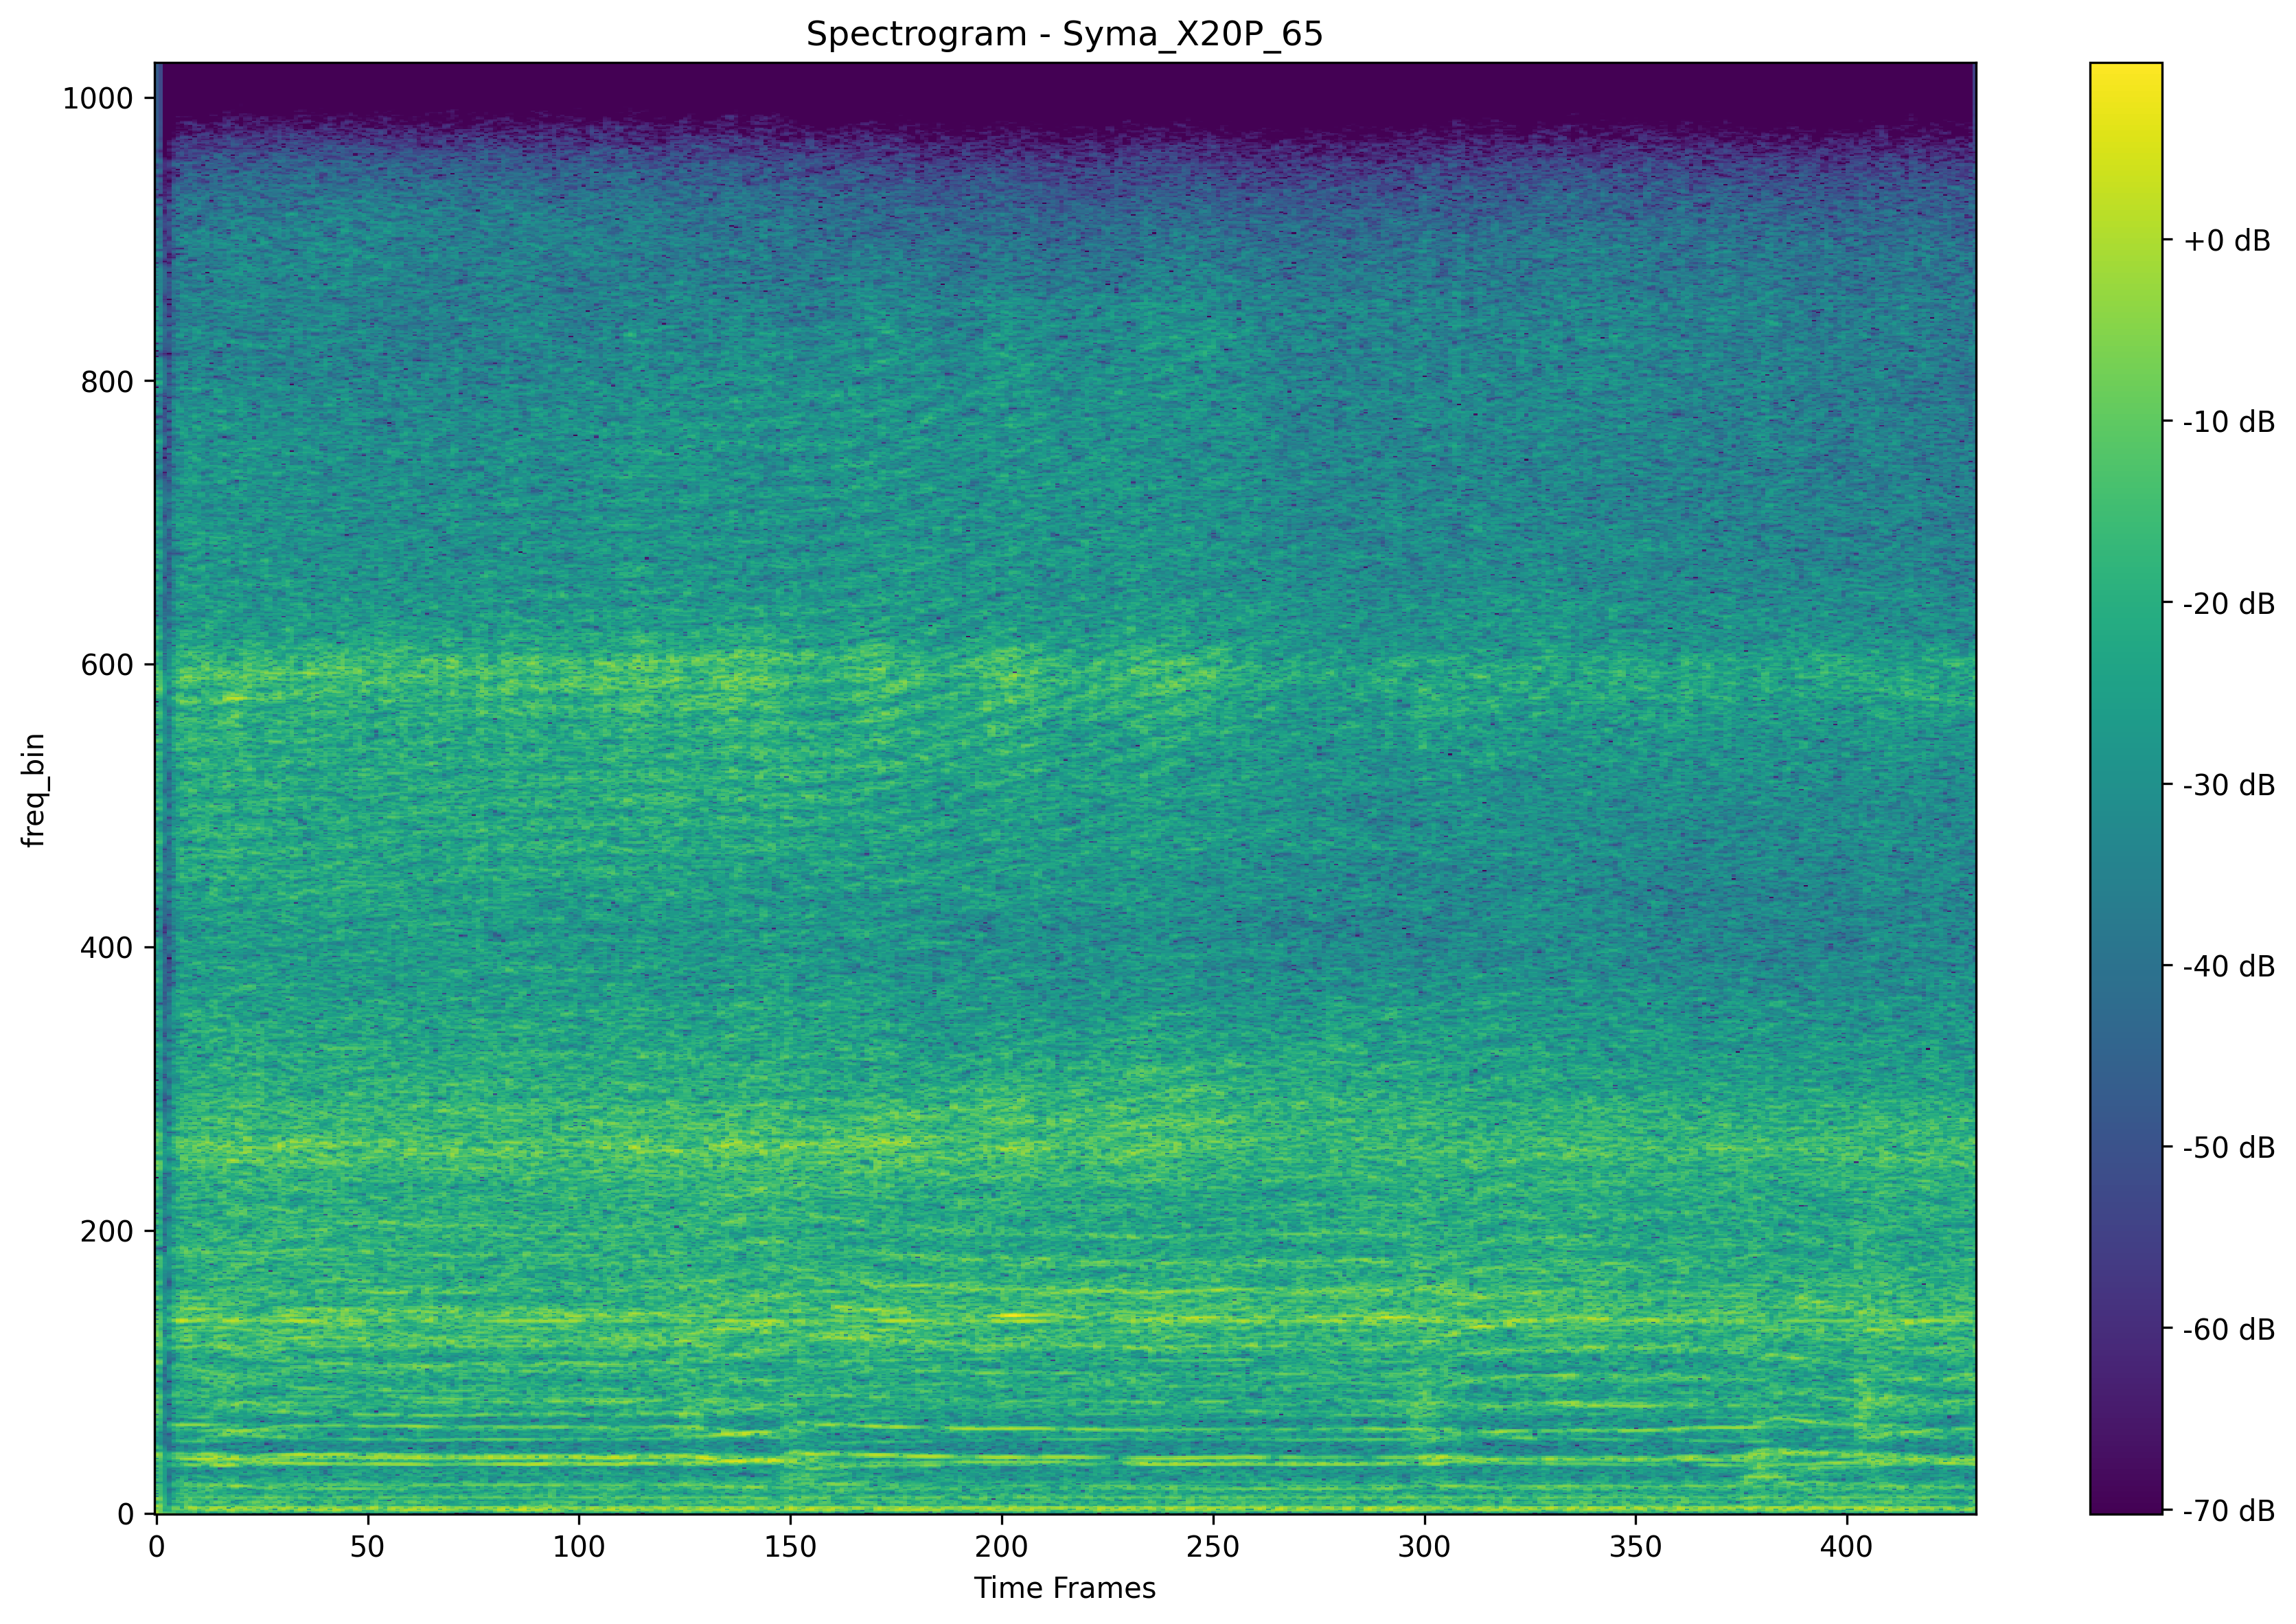 Spectrogram - Syma_X20P_65
1000
800
600
400
200
0
freq_bin
0 50 100 150 200 250 300 350 400
Time Frames
+0 dB
-10 dB
-20 dB
-30 dB
-40 dB
-50 dB
-60 dB
-70 dB